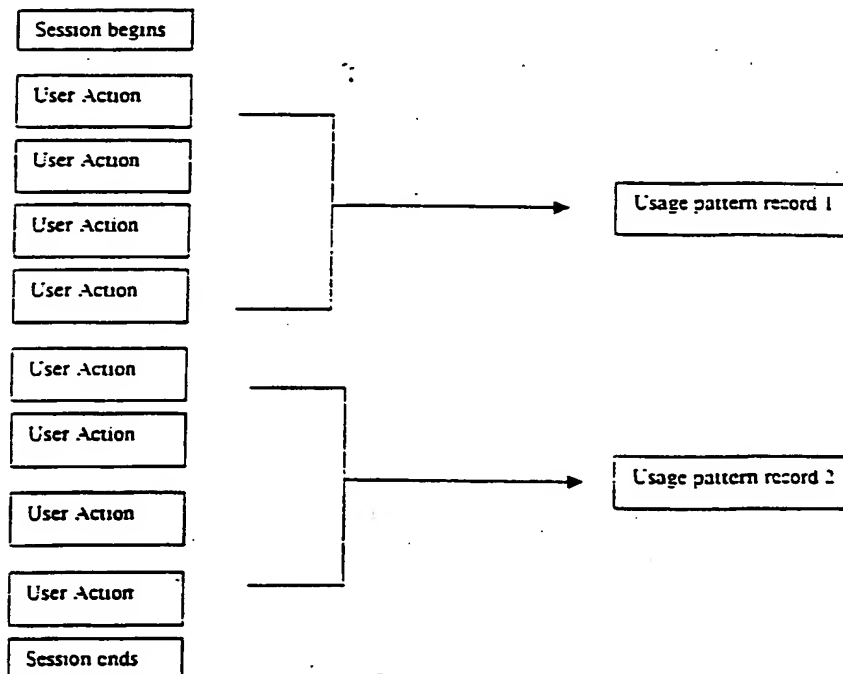 Session begins
User Action
User Action
User Action
Usage pattern record 1
User Action
User Action
User Action
Usage pattern record 2
User Action
User Action
Session ends